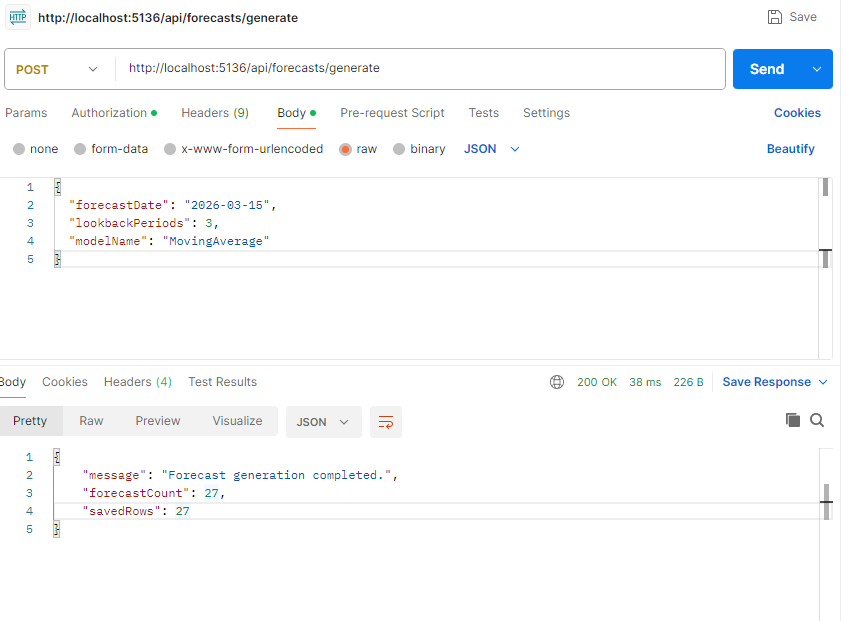 HTTP http://localhost:5136/api/forecasts/generate Save
POST http://localhost:5136/api/forecasts/generate Send
Params Authorization Headers (9) Body Pre-request Script Tests Settings Cookies
none form-data x-www-form-urlencoded raw binary JSON Beautify
1 {
2 "forecastDate": "2026-03-15",
3 "lookbackPeriods": 3,
4 "modelName": "MovingAverage"
5 }
Body Cookies Headers (4) Test Results 200 OK 38 ms 226 B Save Response
Pretty Raw Preview Visualize JSON
1 {
2 "message": "Forecast generation completed.",
3 "forecastCount": 27,
4 "savedRows": 27
5 }